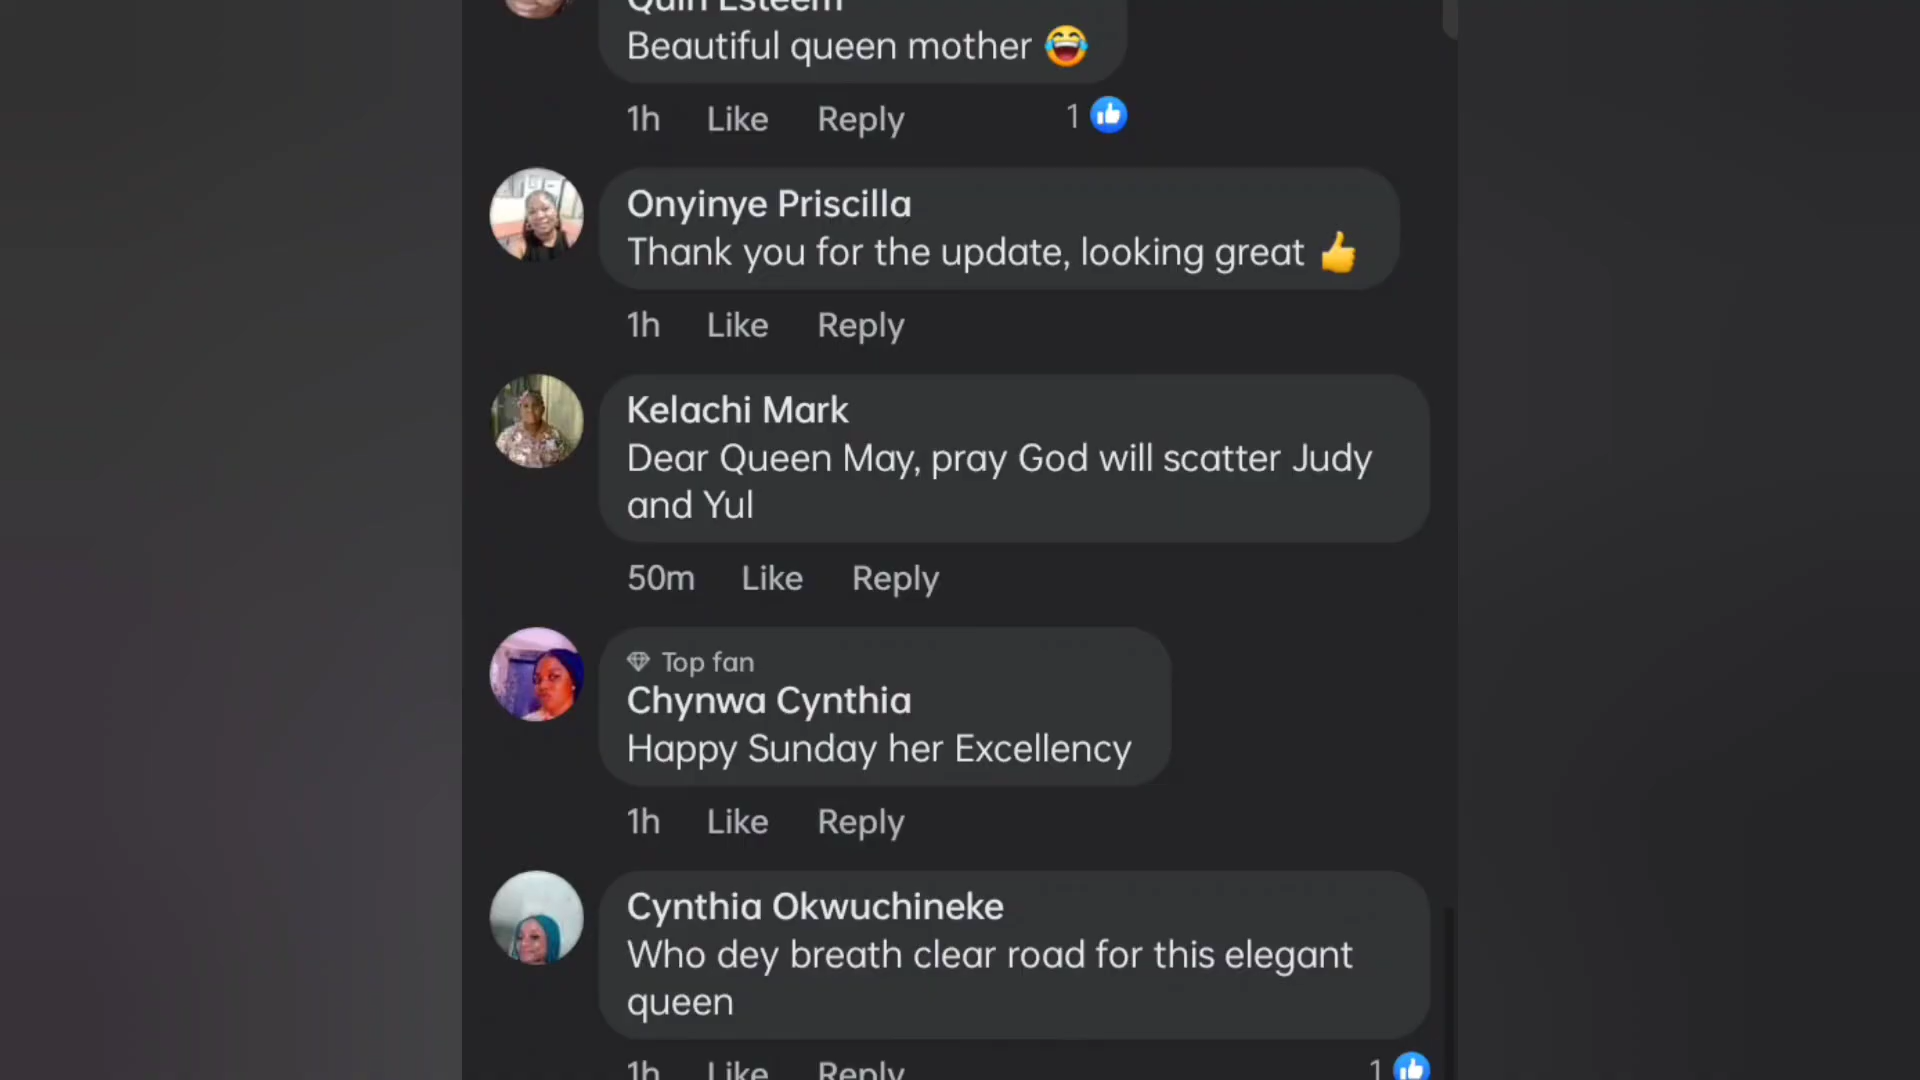 Quin Esteem
Beautiful queen mother 😂
1h Like Reply 1
Onyinye Priscilla
Thank you for the update, looking great 👍
1h Like Reply
Kelachi Mark
Dear Queen May, pray God will scatter Judy
and Yul
50m Like Reply
Top fan
Chynwa Cynthia
Happy Sunday her Excellency
1h Like Reply
Cynthia Okwuchineke
Who dey breath clear road for this elegant
queen
1h Like Reply 1